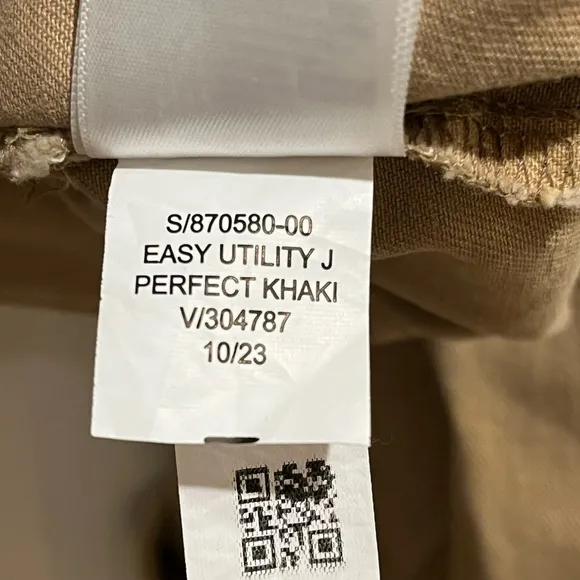 S/870580-00
EASY UTILITY J
PERFECT KHAKI
V/304787
10/23